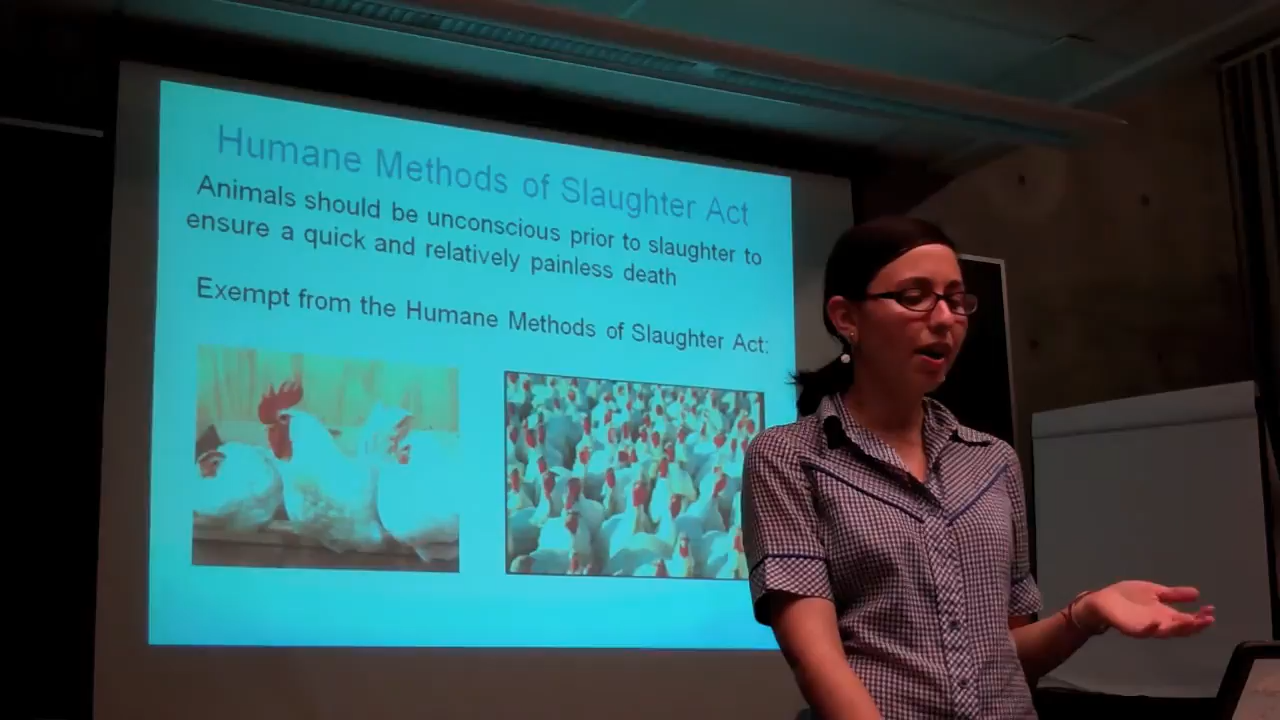 Humane Methods of Slaughter Act
Animals should be unconscious prior to slaughter to
ensure a quick and relatively painless death
Exempt from the Humane Methods of Slaughter Act: